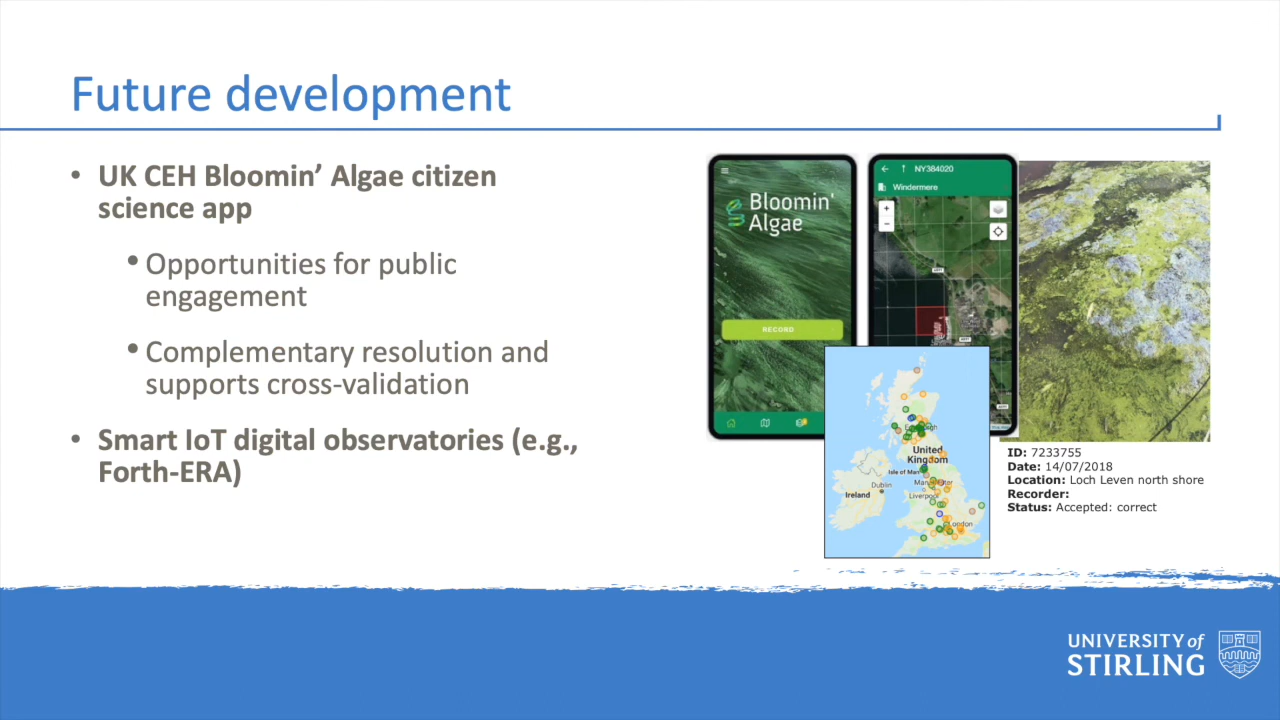 Future development
• UK CEH Bloomin’ Algae citizen
science app
• Opportunities for public
engagement
• Complementary resolution and
supports cross-validation
• Smart IoT digital observatories (e.g.,
Forth-ERA)
Bloomin'
Algae
RECORD
NY384020
Windermere
+
−
United
Kingdom
Isle of Man
Dublin
Ireland
Liverpool
London
ID: 7233755
Date: 14/07/2018
Location: Loch Leven north shore
Recorder:
Status: Accepted: correct
UNIVERSITY of
STIRLING